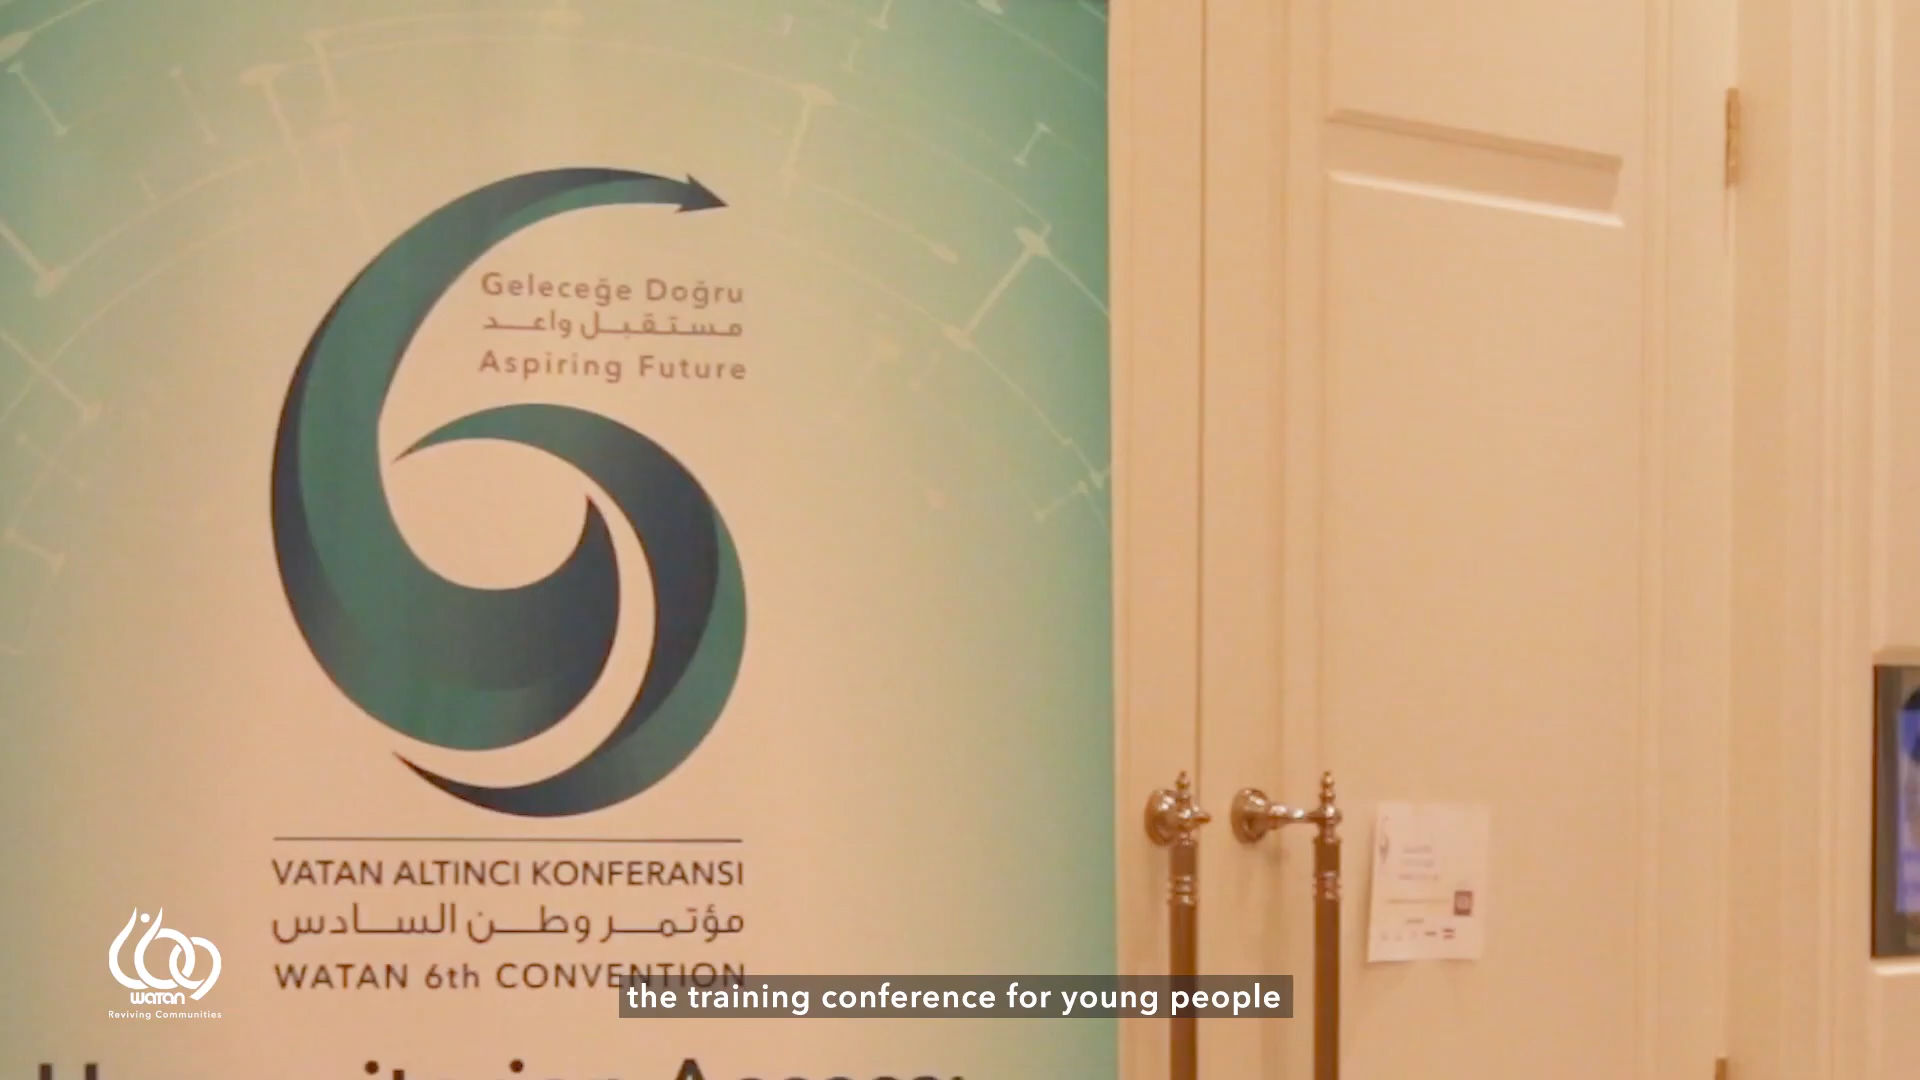 Geleceğe Doğru
مستقبل واعد
Aspiring Future
VATAN ALTINCI KONFERANSI
مؤتمر وطن السادس
WATAN 6th CONVENTION
the training conference for young people
وطن
watan
Reviving Communities